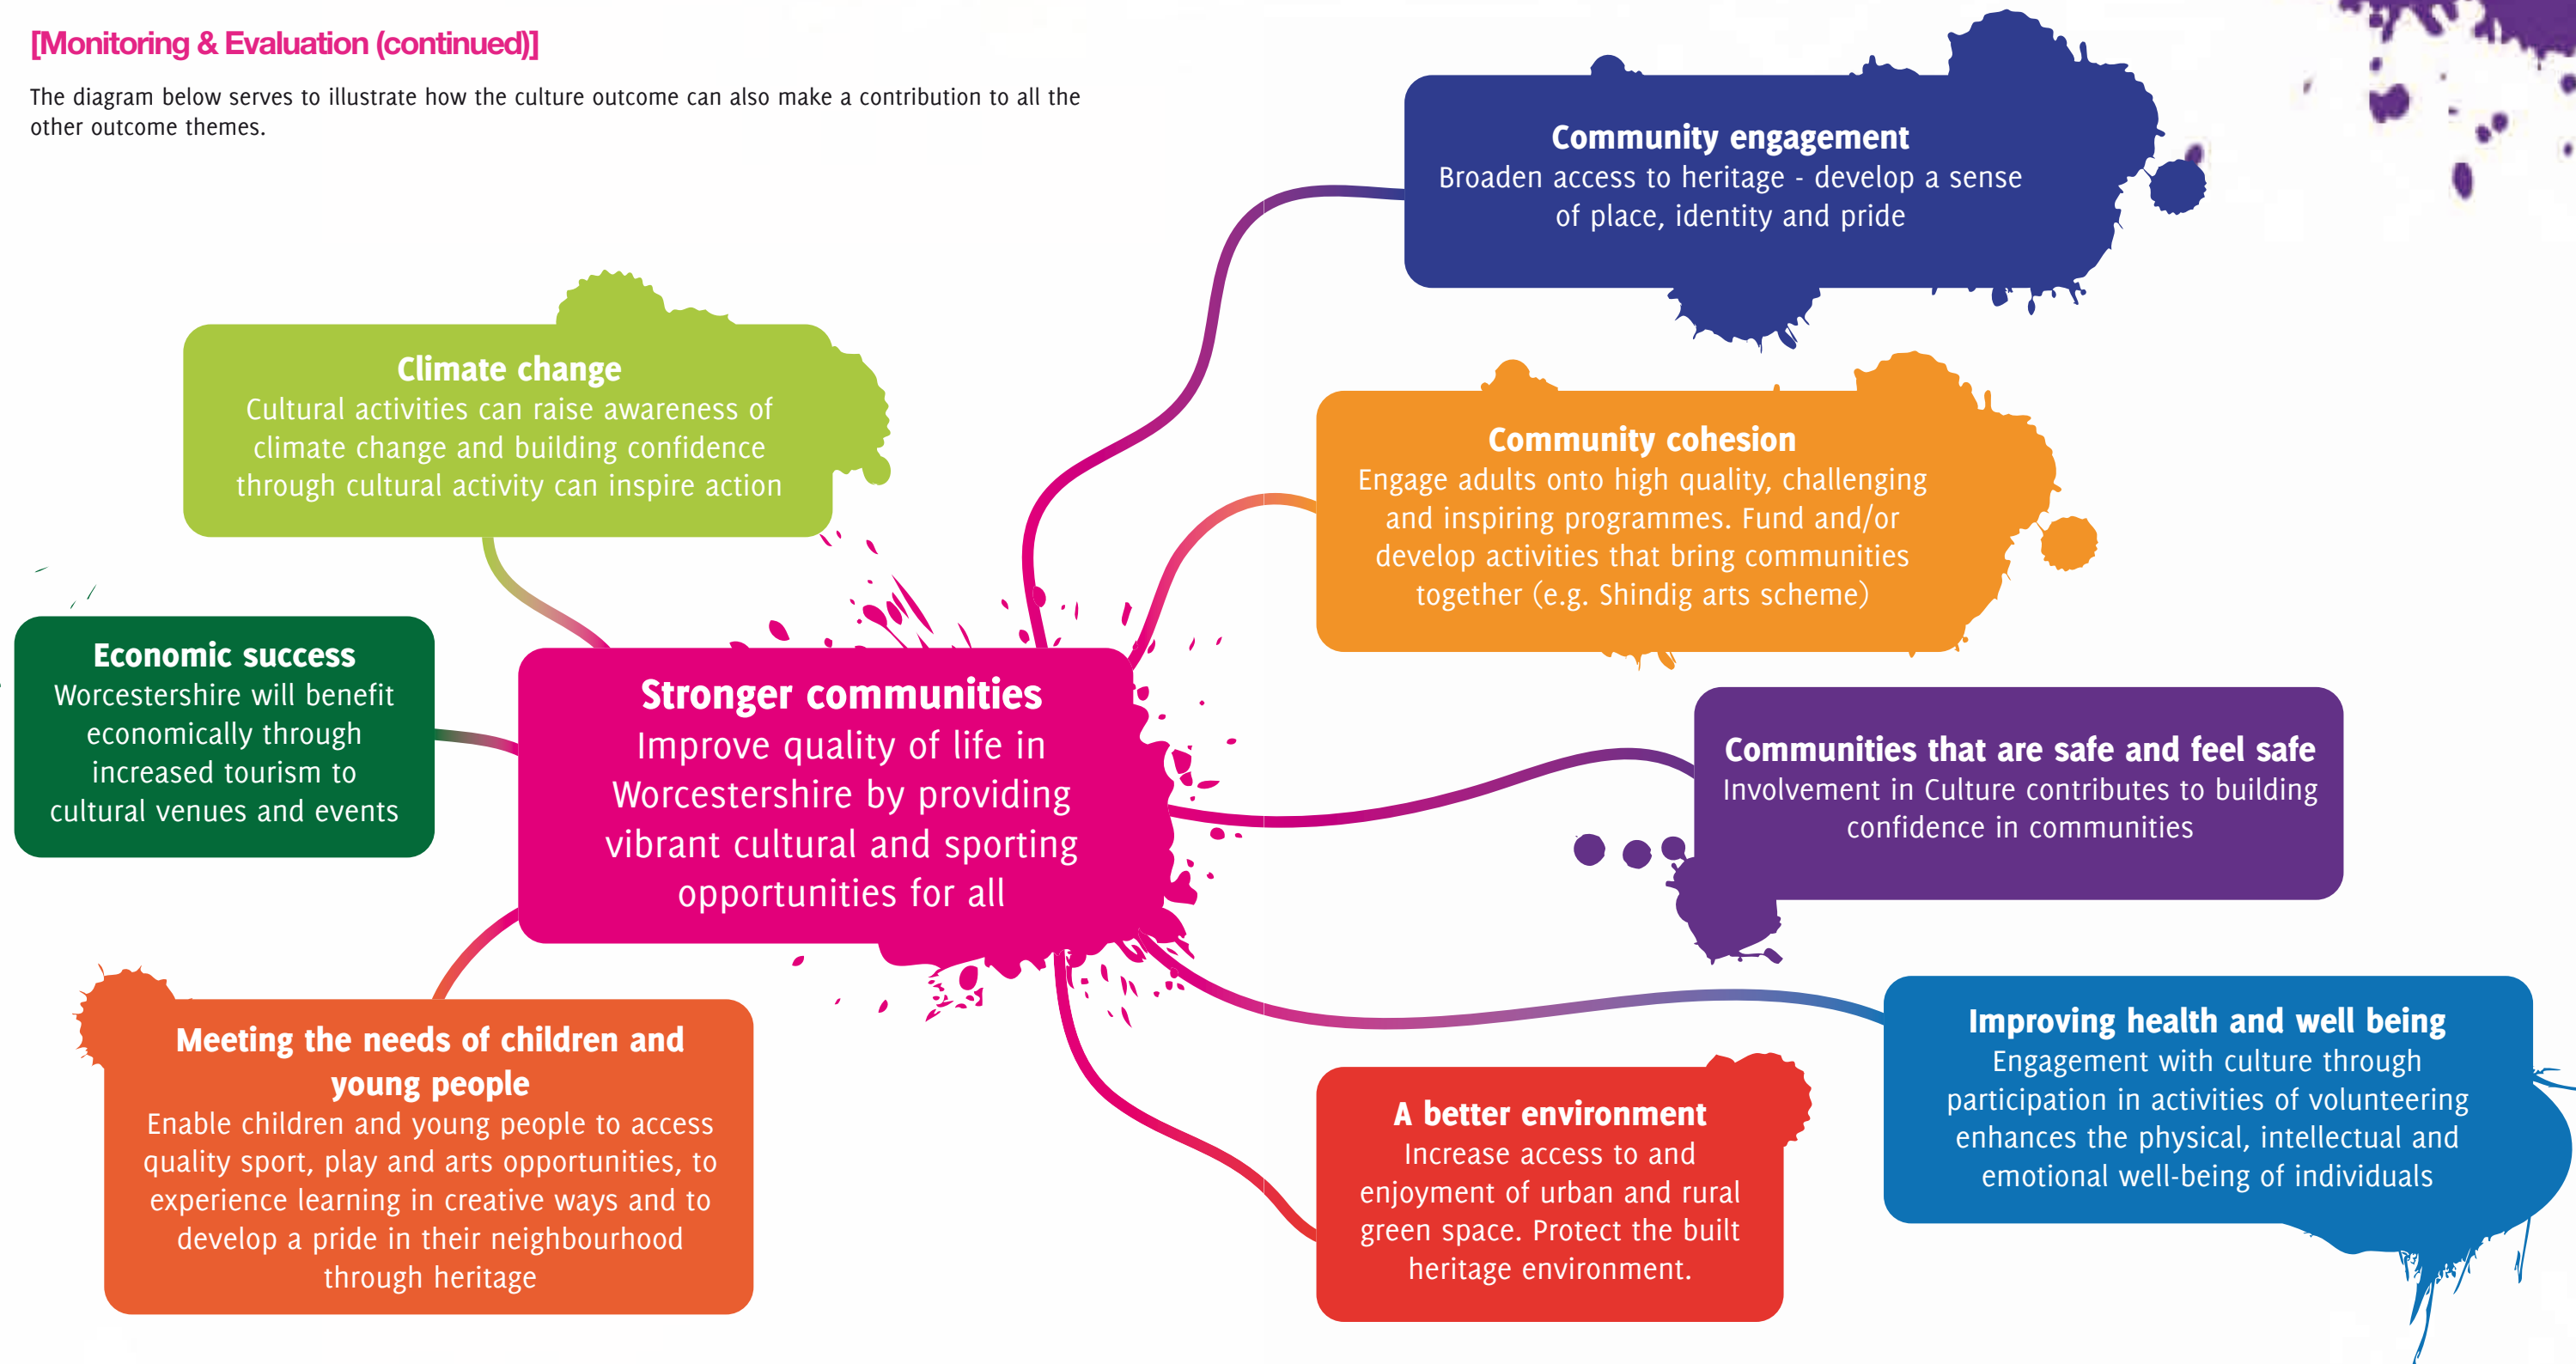 [Monitoring & Evaluation (continued)]
The diagram below serves to illustrate how the culture outcome can also make a contribution to all the
other outcome themes.
Community engagement
Broaden access to heritage - develop a sense
of place, identity and pride
Climate change
Cultural activities can raise awareness of
climate change and building confidence
through cultural activity can inspire action
Community cohesion
Engage adults onto high quality, challenging
and inspiring programmes. Fund and/or
develop activities that bring communities
together (e.g. Shindig arts scheme)
Economic success
Worcestershire will benefit
economically through
increased tourism to
cultural venues and events
Stronger communities
Improve quality of life in
Worcestershire by providing
vibrant cultural and sporting
opportunities for all
Communities that are safe and feel safe
Involvement in Culture contributes to building
confidence in communities
Meeting the needs of children and
young people
Enable children and young people to access
quality sport, play and arts opportunities, to
experience learning in creative ways and to
develop a pride in their neighbourhood
through heritage
A better environment
Increase access to and
enjoyment of urban and rural
green space. Protect the built
heritage environment.
Improving health and well being
Engagement with culture through
participation in activities of volunteering
enhances the physical, intellectual and
emotional well-being of individuals